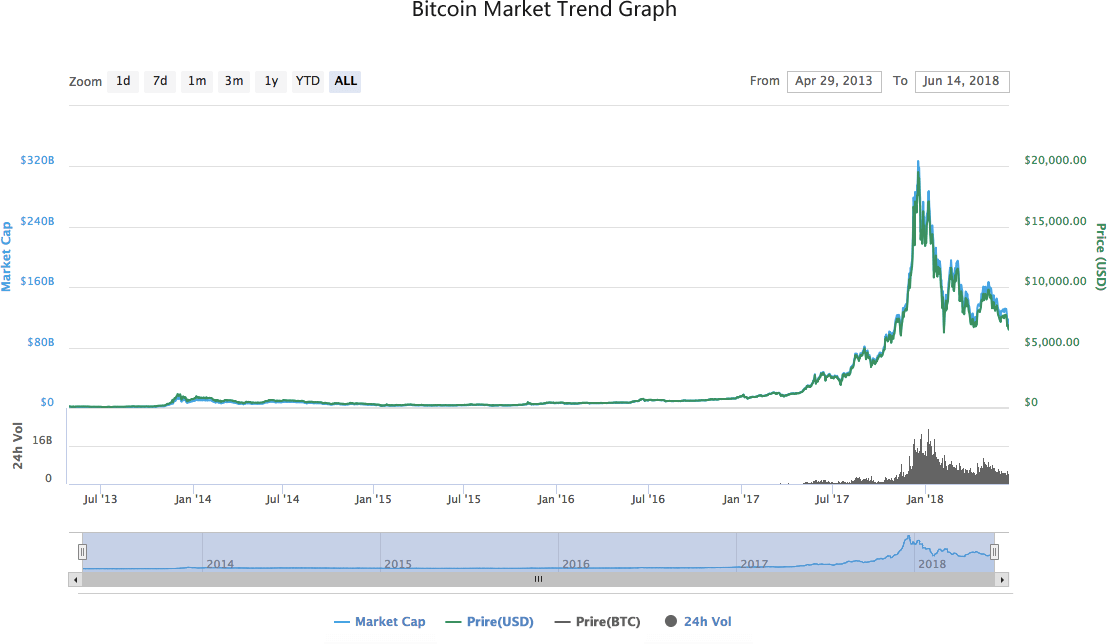 Bitcoin Market Trend Graph
Zoom 1d 7d 1m 3m 1y YTD ALL From Apr 29, 2013 To Jun 14, 2018
$320B $20,000.00
$240B $15,000.00
Market Cap
Price (USD)
$160B $10,000.00
$80B $5,000.00
$0 $0
24h Vol
16B
0
Jul '13 Jan '14 Jul '14 Jan '15 Jul '15 Jan '16 Jul '16 Jan '17 Jul '17 Jan '18
2014 2015 2016 2017 2018
Market Cap Prire(USD) Prire(BTC) 24h Vol